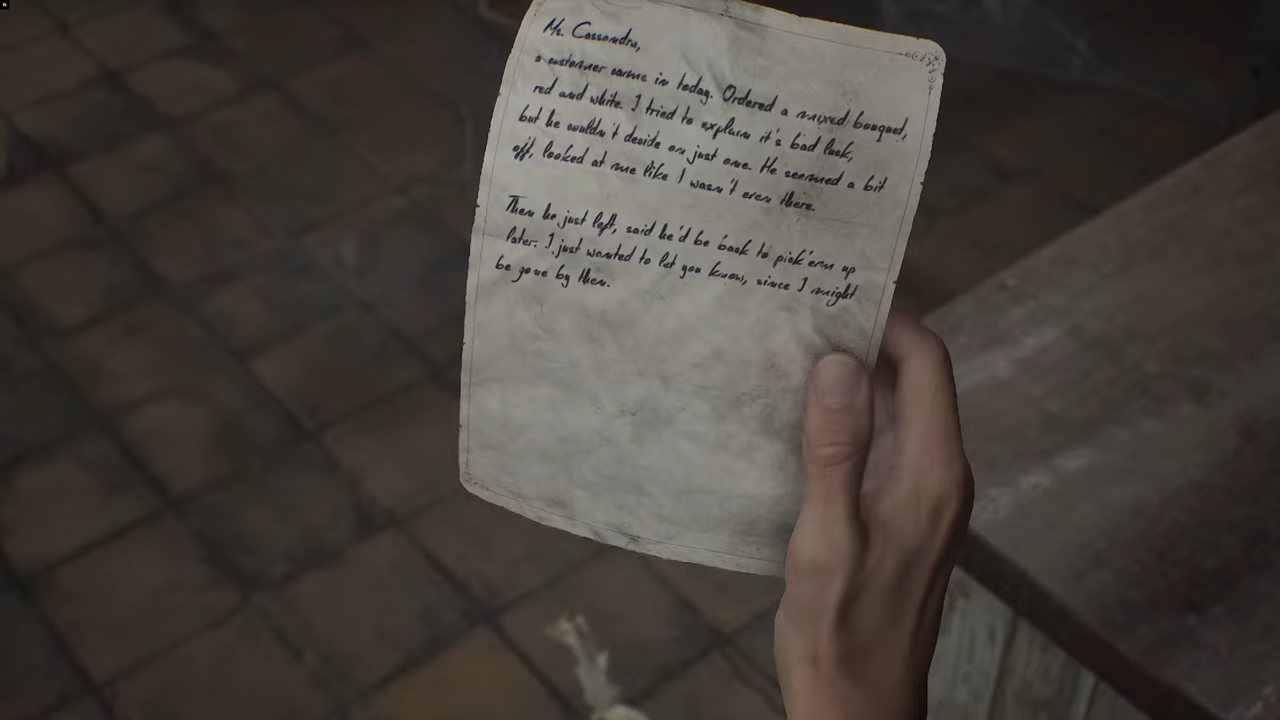 Ms. Cassandra,
a customer came in today. Ordered a mixed bouquet,
red and white. I tried to explain it's bad luck,
but he couldn't decide on just one. He seemed a bit
off, looked at me like I wasn't even there.
Then he just left, said he'd be back to pick'em up
later. I just wanted to let you know, since I might
be gone by then.